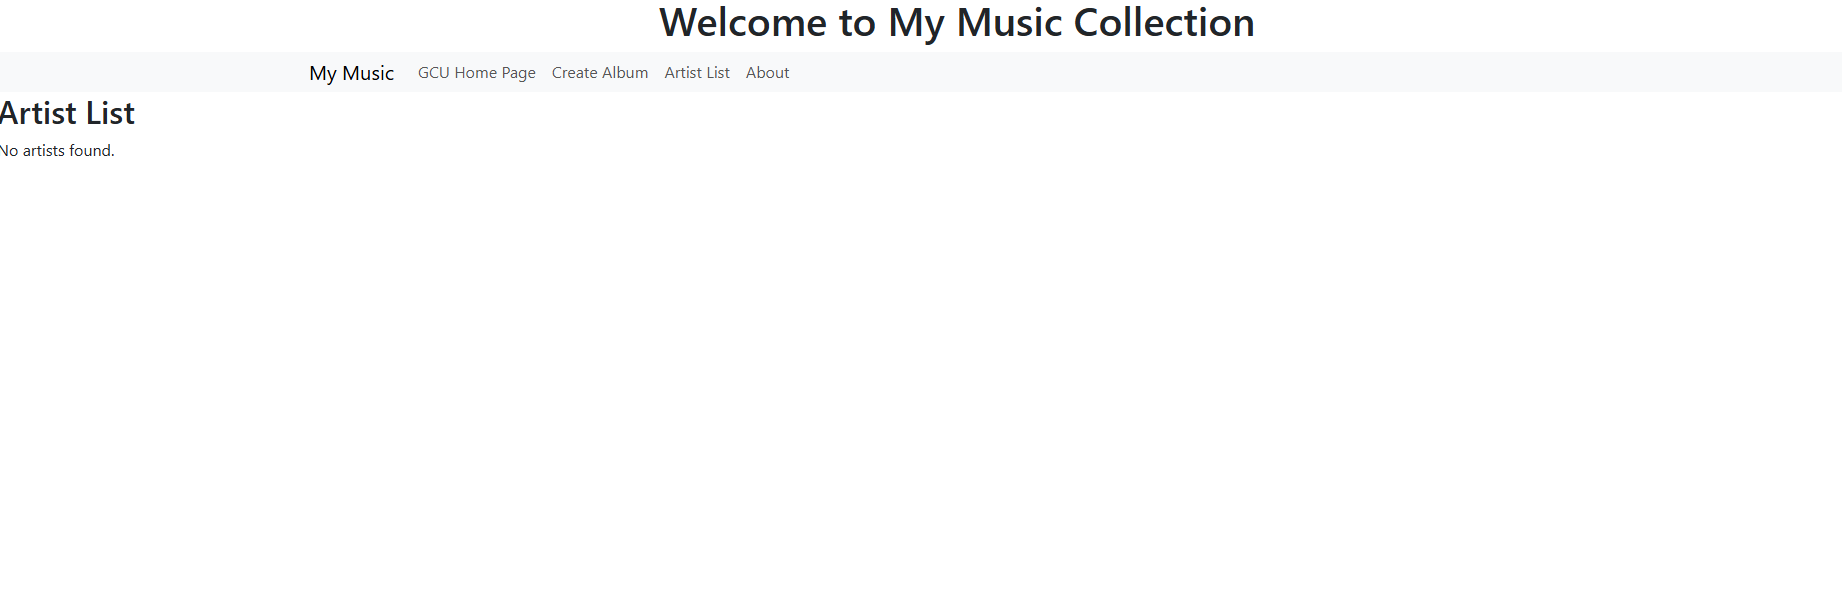 Welcome to My Music Collection
My Music GCU Home Page Create Album Artist List About
Artist List
No artists found.